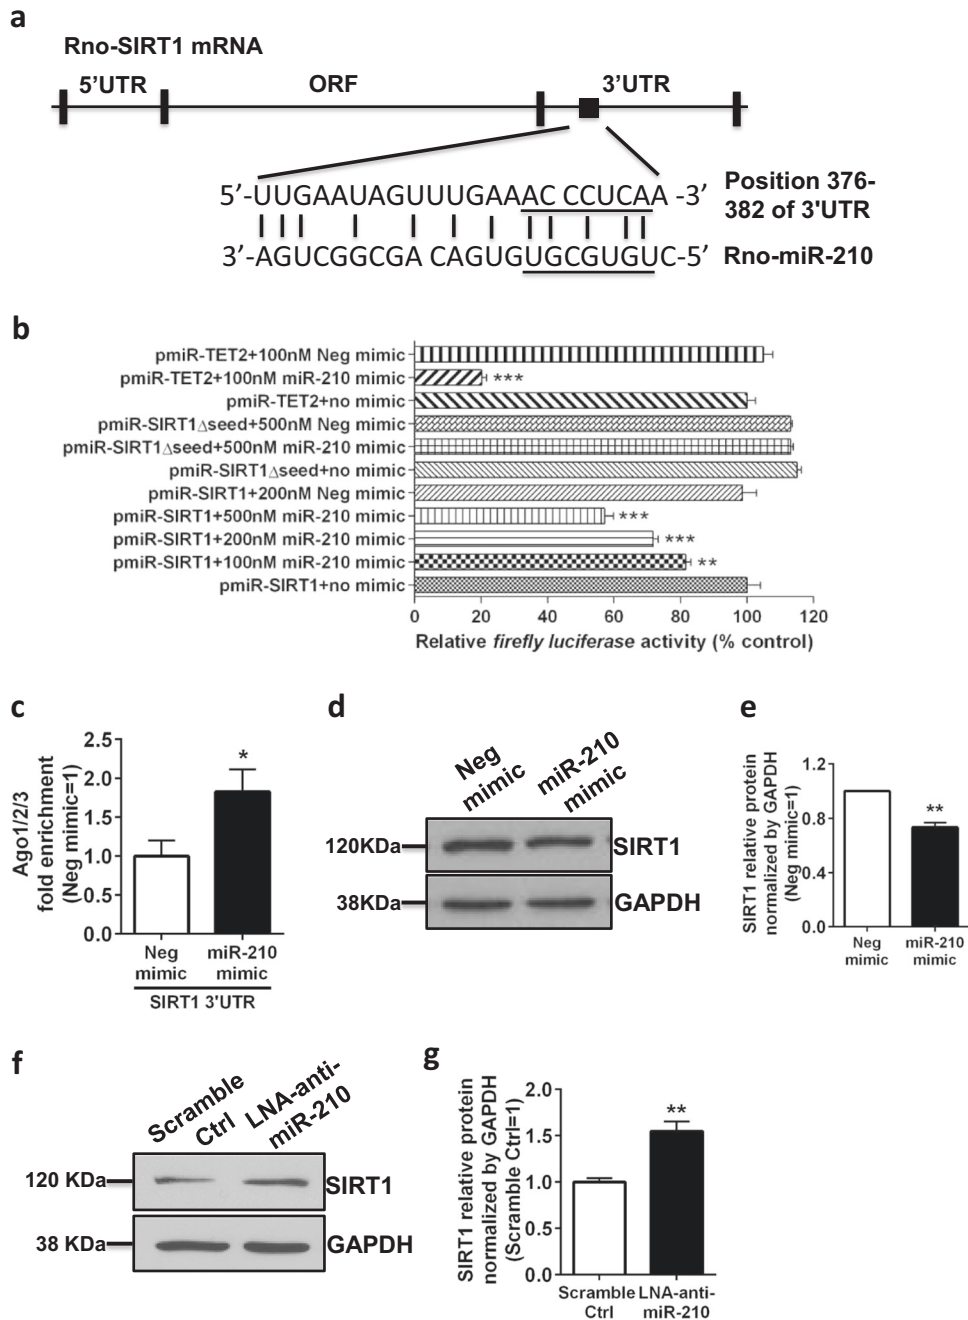 a
Rno-SIRT1 mRNA
5'UTR
ORF
3'UTR
5'-UUGAAUAGUUUGAAAC CCUCAA -3'
Position 376-
382 of 3'UTR
3'-AGUCGGCGA CAGUGUGCGUGUC-5'
Rno-miR-210
b
pmiR-TET2+100nM Neg mimic
pmiR-TET2+100nM miR-210 mimic
***
pmiR-TET2+no mimic
pmiR-SIRT1△seed+500nM Neg mimic
pmiR-SIRT1△seed+500nM miR-210 mimic
pmiR-SIRT1△seed+no mimic
pmiR-SIRT1+200nM Neg mimic
pmiR-SIRT1+500nM miR-210 mimic
***
pmiR-SIRT1+200nM miR-210 mimic
***
pmiR-SIRT1+100nM miR-210 mimic
**
pmiR-SIRT1+no mimic
0 20 40 60 80 100 120
Relative firefly luciferase activity (% control)
c
Ago1/2/3
fold enrichment
(Neg mimic=1)
2.5
2.0
1.5
1.0
0.5
0.0
*
Neg
mimic
miR-210
mimic
SIRT1 3'UTR
d
Neg
mimic
miR-210
mimic
120KDa
SIRT1
38KDa
GAPDH
e
SIRT1 relative protein
normalized by GAPDH
(Neg mimic=1)
1.2
0.8
0.4
0.0
**
Neg
mimic
miR-210
mimic
f
Scramble
Ctrl
LNA-anti-
miR-210
120 KDa
SIRT1
38 KDa
GAPDH
g
SIRT1 relative protein
normalized by GAPDH
(Scramble Ctrl=1)
2.0
1.5
1.0
0.5
0.0
**
Scramble
Ctrl
LNA-anti-
miR-210